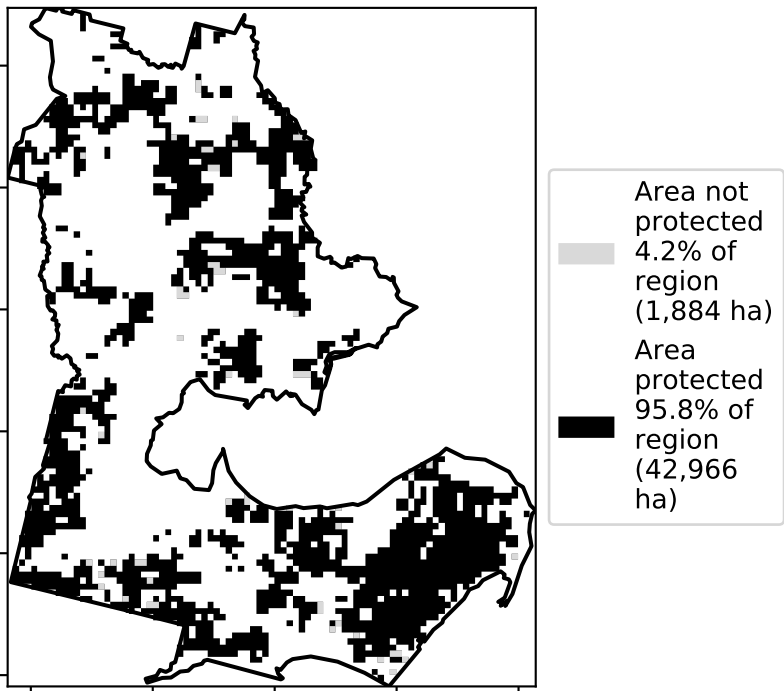 Area not
protected
4.2% of
region
(1,884 ha)
Area
protected
95.8% of
region
(42,966
ha)